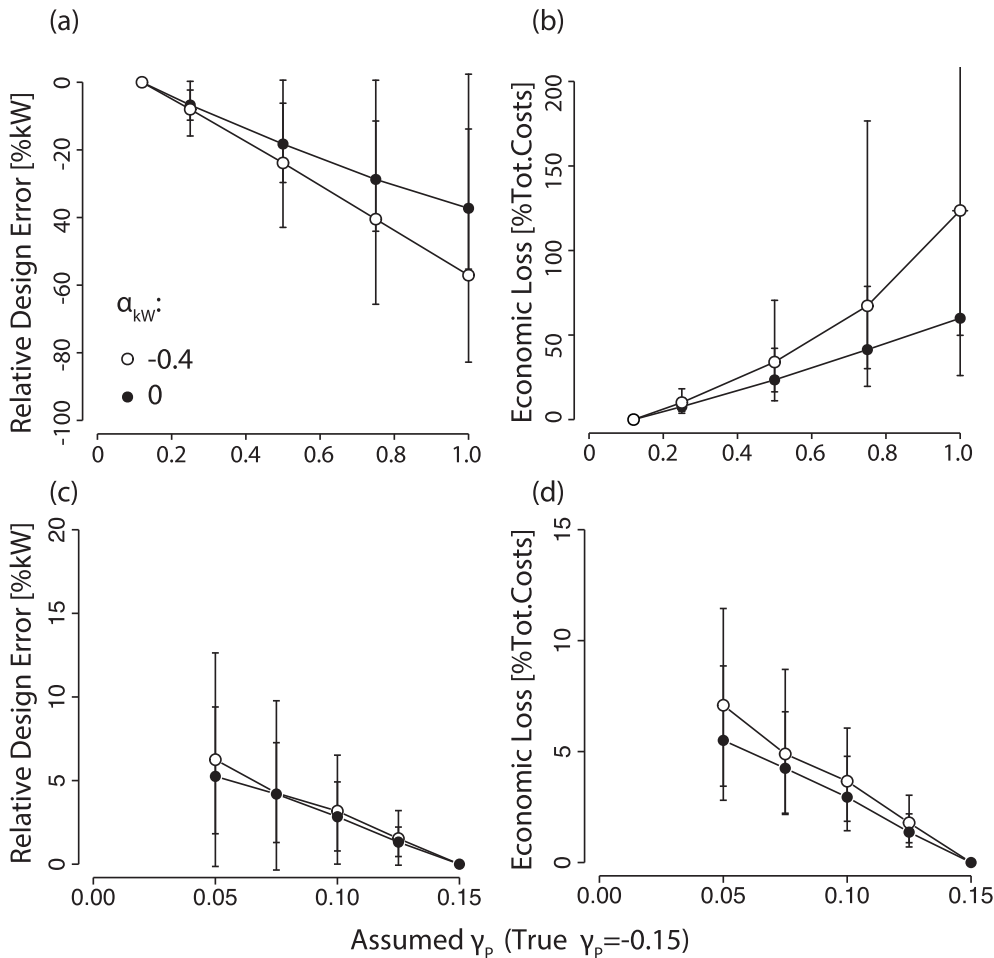 (a)
Relative Design Error [%kW]
0
-20
-40
-60
-80
-100
α_kW:
-0.4
0
0 0.2 0.4 0.6 0.8 1.0
(b)
Economic Loss [%Tot.Costs]
200
150
100
50
0
0 0.2 0.4 0.6 0.8 1.0
(c)
Relative Design Error [%kW]
20
15
10
5
0
0.00 0.05 0.10 0.15
(d)
Economic Loss [%Tot.Costs]
15
10
5
0
0.00 0.05 0.10 0.15
Assumed γ_P (True γ_P=-0.15)